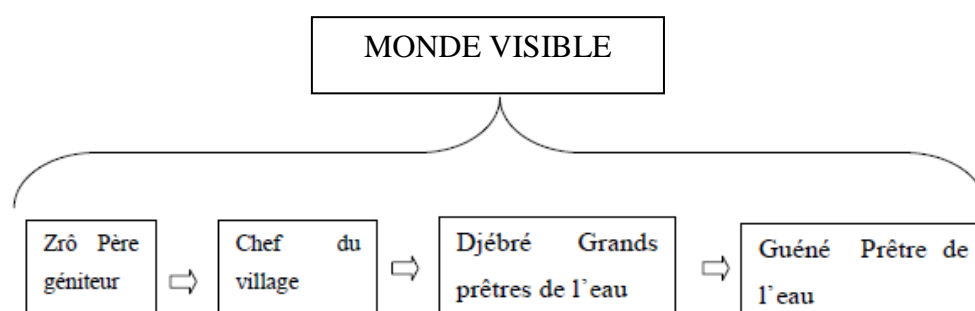 MONDE VISIBLE
Zrô Père
géniteur
Chef du
village
Djébré Grands
prêtres de l'eau
Guéné Prêtre de
l'eau